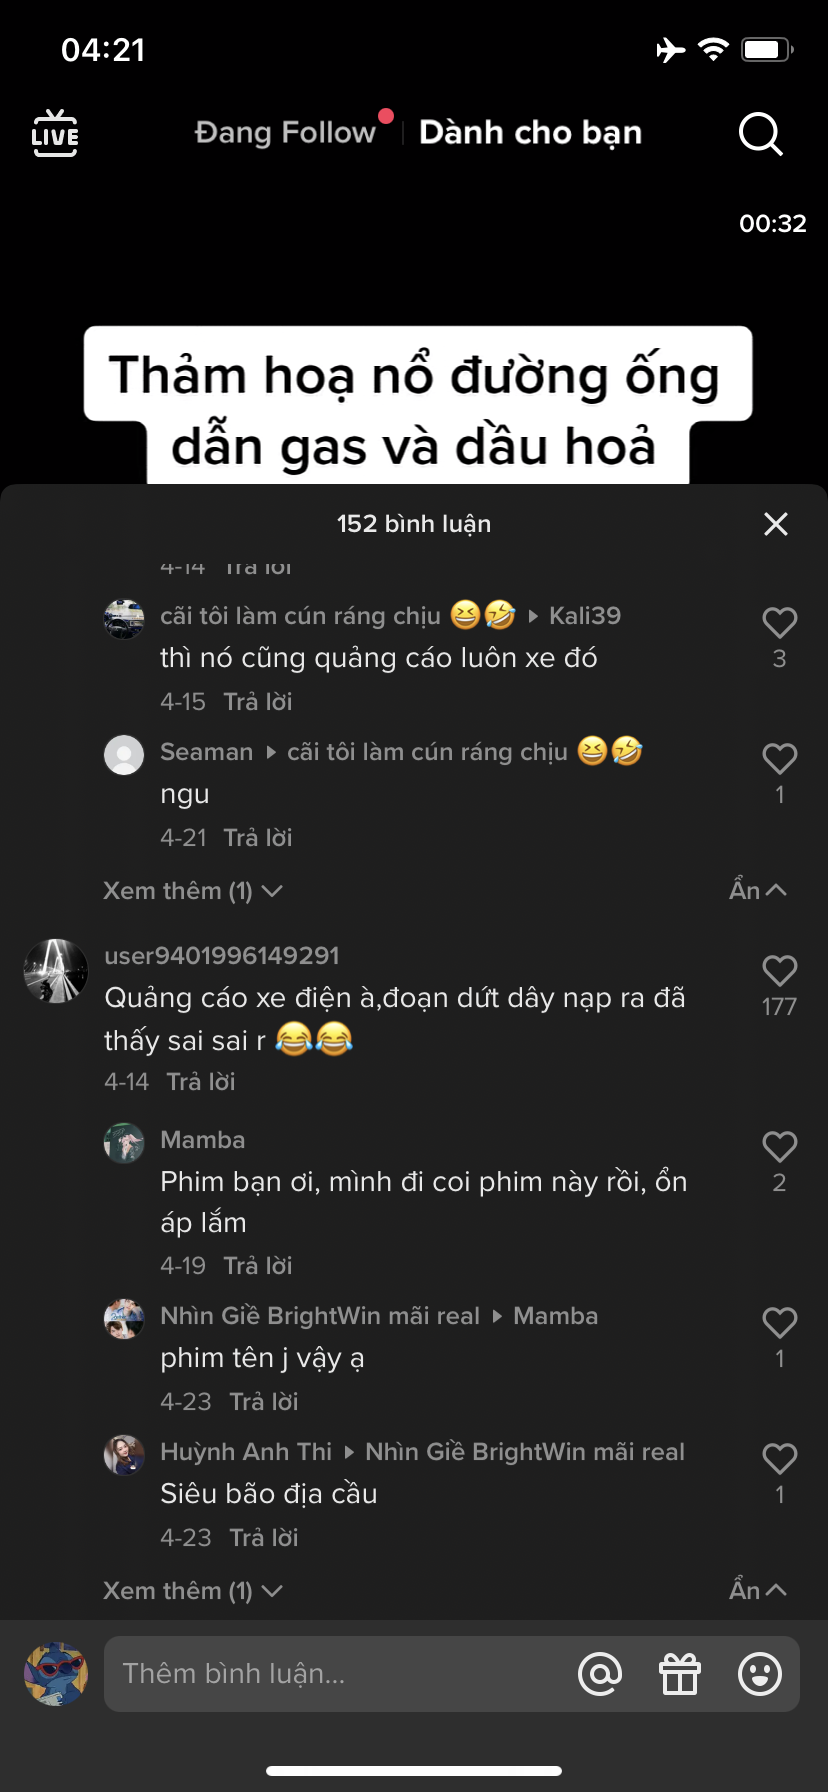 04:21
LIVE
Đang Follow
Dành cho bạn
00:32
Thảm hoạ nổ đường ống
dẫn gas và dầu hoả
152 bình luận
4-14 Trả lời
cãi tôi làm cún ráng chịu 😆🤣 ▸ Kali39
thì nó cũng quảng cáo luôn xe đó
3
4-15 Trả lời
Seaman ▸ cãi tôi làm cún ráng chịu 😆🤣
ngu
1
4-21 Trả lời
Xem thêm (1)
Ẩn
user9401996149291
Quảng cáo xe điện à,đoạn dứt dây nạp ra đã
177
thấy sai sai r 😂😂
4-14 Trả lời
Mamba
Phim bạn ơi, mình đi coi phim này rồi, ổn
2
áp lắm
4-19 Trả lời
Nhìn Giề BrightWin mãi real ▸ Mamba
phim tên j vậy ạ
1
4-23 Trả lời
Huỳnh Anh Thi ▸ Nhìn Giề BrightWin mãi real
Siêu bão địa cầu
1
4-23 Trả lời
Xem thêm (1)
Ẩn
Thêm bình luận...